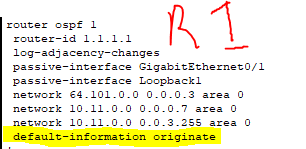 router ospf 1
R1
router-id 1.1.1.1
log-adjacency-changes
passive-interface GigabitEthernet0/1
passive-interface Loopback1
network 64.101.0.0 0.0.0.3 area 0
network 10.11.0.0 0.0.0.7 area 0
network 10.11.0.0 0.0.3.255 area 0
default-information originate